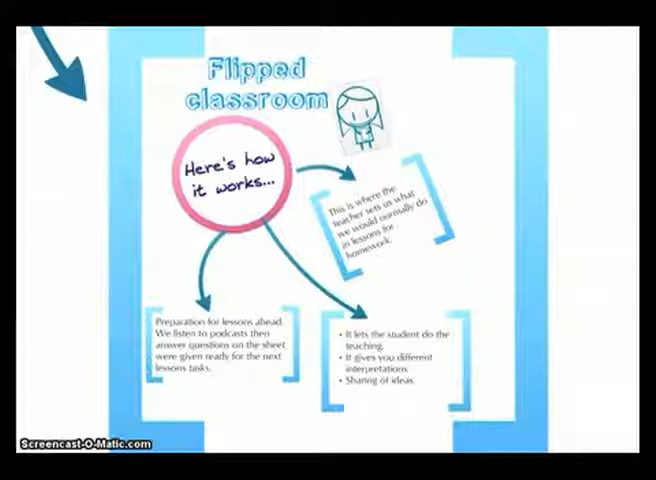 Flipped
classroom
Here's how
it works...
This is where the
teacher sets us what
we would normally do
in lessons for
homework.
Preparation for lessons ahead.
We listen to podcasts then
answer questions on the sheet
were given ready for the next
lessons tasks.
• It lets the student do the
teaching.
• It gives you different
interpretations.
• Sharing of ideas.
Screencast-O-Matic.com